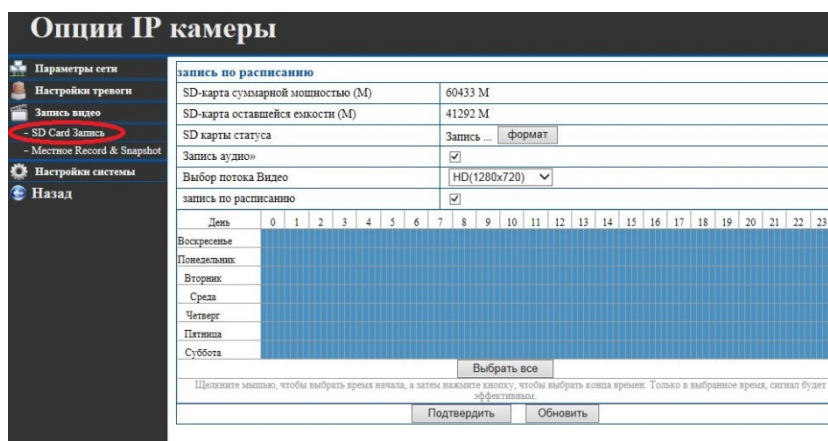 Опции IP камеры
Параметры сети
Настройки тревоги
Запись видео
- SD Card Запись
- Местное Record & Snapshot
Настройки системы
Назад
запись по расписанию
SD-карта суммарной мощностью (М) 60433 M
SD-карта оставшейся емкости (М) 41292 M
SD карты статуса Запись ... формат
Запись аудио»
Выбор потока Видео HD(1280x720)
запись по расписанию
День 0 1 2 3 4 5 6 7 8 9 10 11 12 13 14 15 16 17 18 19 20 21 22 23
Воскресенье
Понедельник
Вторник
Среда
Четверг
Пятница
Суббота
Выбрать все
Щелкните мышью, чтобы выбрать время начала, а затем нажмите кнопку, чтобы выбрать конца времен. Только в выбранное время, сигнал будет
эффективным.
Подтвердить Обновить